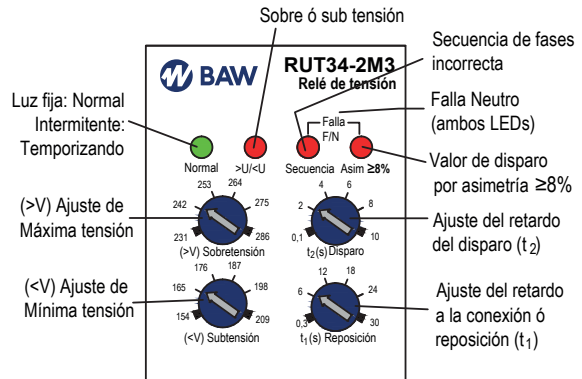 Sobre ó sub tensión
Secuencia de fases
incorrecta
BAW
RUT34-2M3
Relé de tensión
Luz fija: Normal
Intermitente:
Temporizando
Falla
F/N
Falla Neutro
(ambos LEDs)
Normal
>U/<U
Secuencia
Asim ≥8%
Valor de disparo
por asimetría ≥8%
(>V) Ajuste de
Máxima tensión
231
242
253
264
275
286
(>V) Sobretensión
0,1
2
4
6
8
10
t2(s) Disparo
Ajuste del retardo
del disparo (t2)
(<V) Ajuste de
Mínima tensión
154
165
176
187
198
209
(<V) Subtensión
0,3
6
12
18
24
30
t1(s) Reposición
Ajuste del retardo
a la conexión ó
reposición (t1)